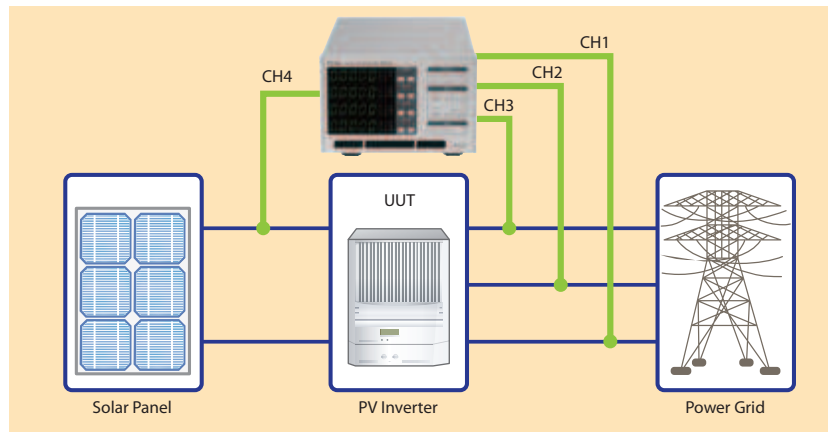 CH1
CH4
CH2
CH3
UUT
Solar Panel
PV Inverter
Power Grid